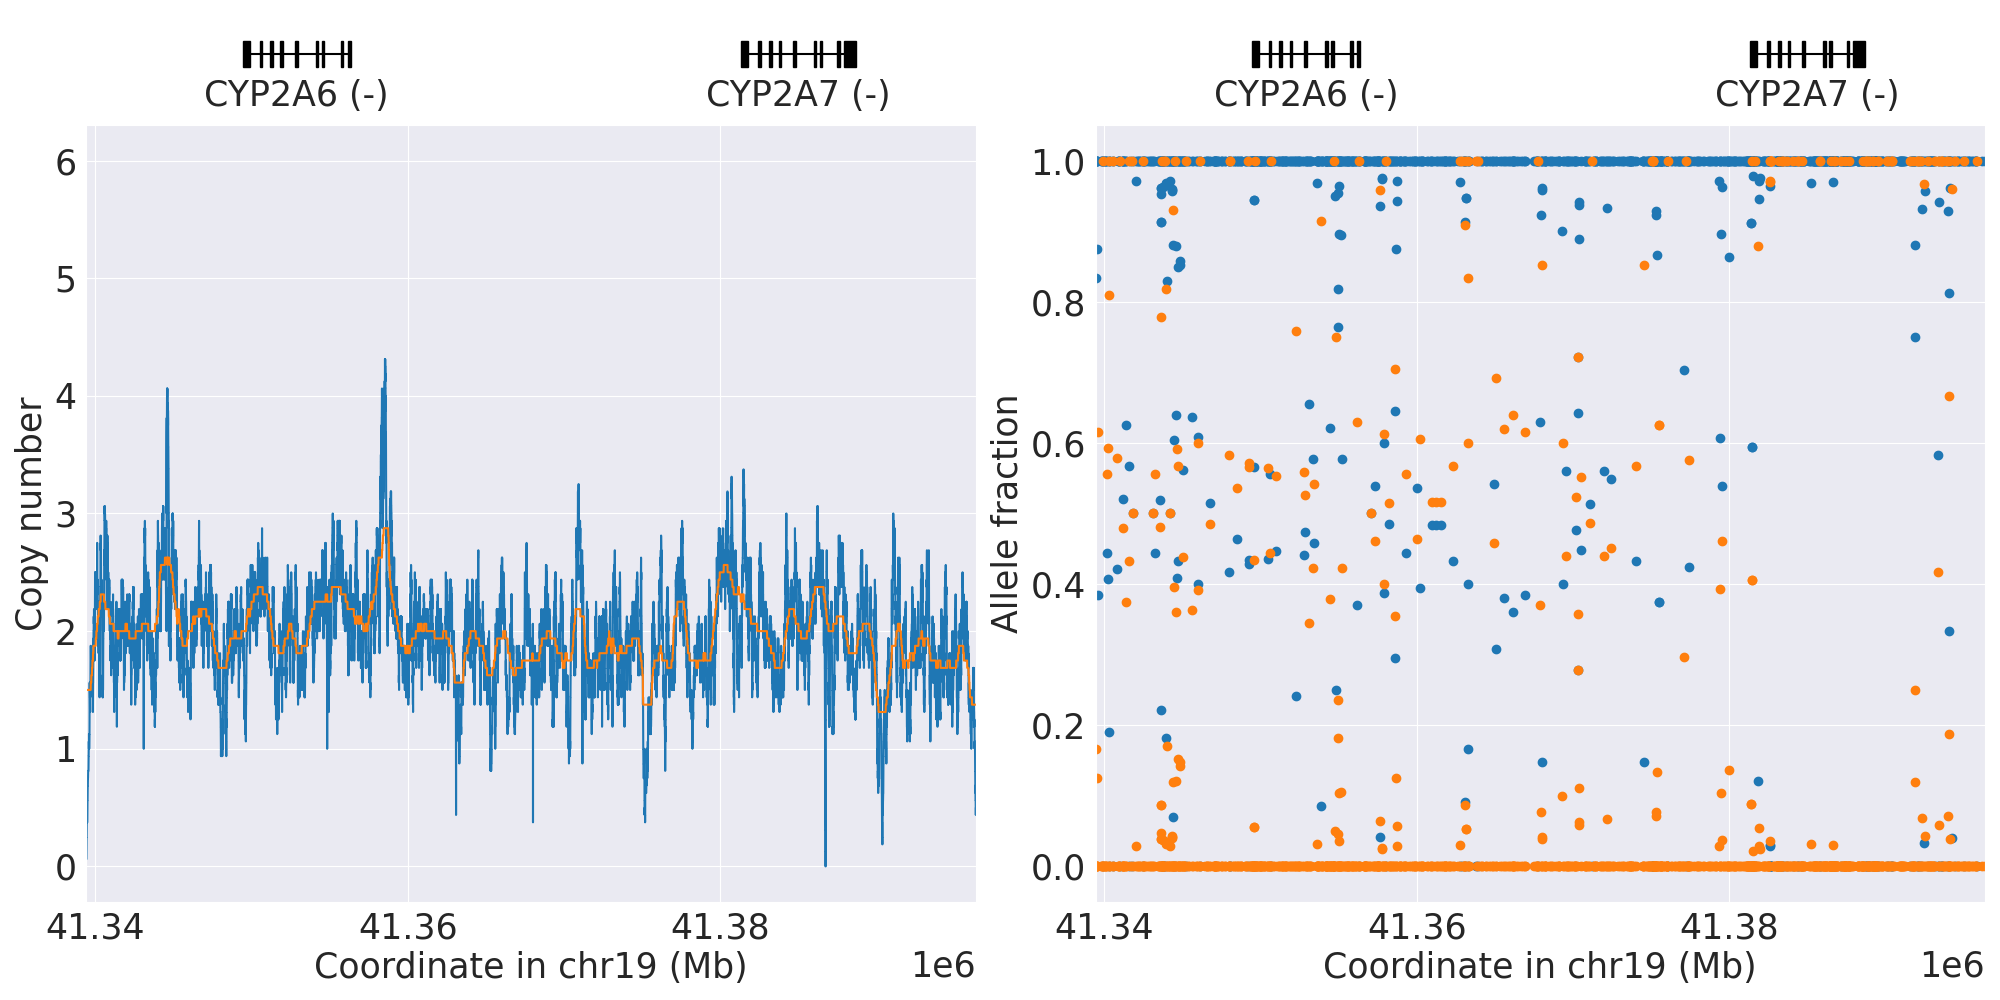 CYP2A6 (-)
CYP2A7 (-)
6
5
4
3
2
1
0
Copy number
41.34
41.36
41.38
Coordinate in chr19 (Mb)
1e6
CYP2A6 (-)
CYP2A7 (-)
1.0
0.8
0.6
0.4
0.2
0.0
Allele fraction
41.34
41.36
41.38
Coordinate in chr19 (Mb)
1e6